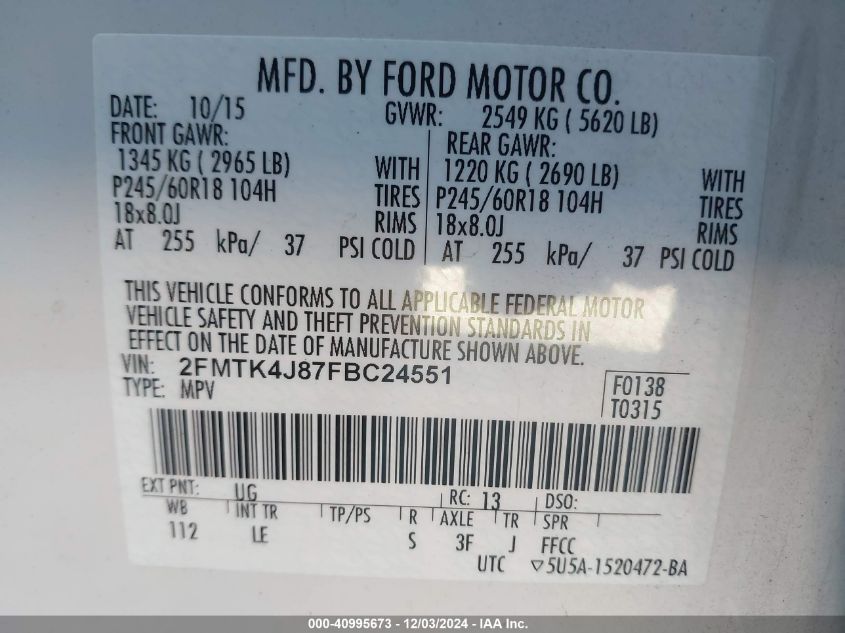 MFD. BY FORD MOTOR CO.
DATE: 10/15 GVWR: 2549 KG ( 5620 LB)
FRONT GAWR: REAR GAWR:
1345 KG ( 2965 LB) WITH 1220 KG ( 2690 LB) WITH
P245/60R18 104H TIRES P245/60R18 104H TIRES
18x8.0J RIMS 18x8.0J RIMS
AT 255 kPa/ 37 PSI COLD AT 255 kPa/ 37 PSI COLD
THIS VEHICLE CONFORMS TO ALL APPLICABLE FEDERAL MOTOR
VEHICLE SAFETY AND THEFT PREVENTION STANDARDS IN
EFFECT ON THE DATE OF MANUFACTURE SHOWN ABOVE.
VIN: 2FMTK4J87FBC24551
TYPE: MPV
F0138
T0315
EXT PNT: UG RC: 13 DSO:
WB INT TR TP/PS R AXLE TR SPR
112 LE S 3F J FFCC
UTC ▽5U5A-1520472-BA
000-40995673 - 12/03/2024 - IAA Inc.